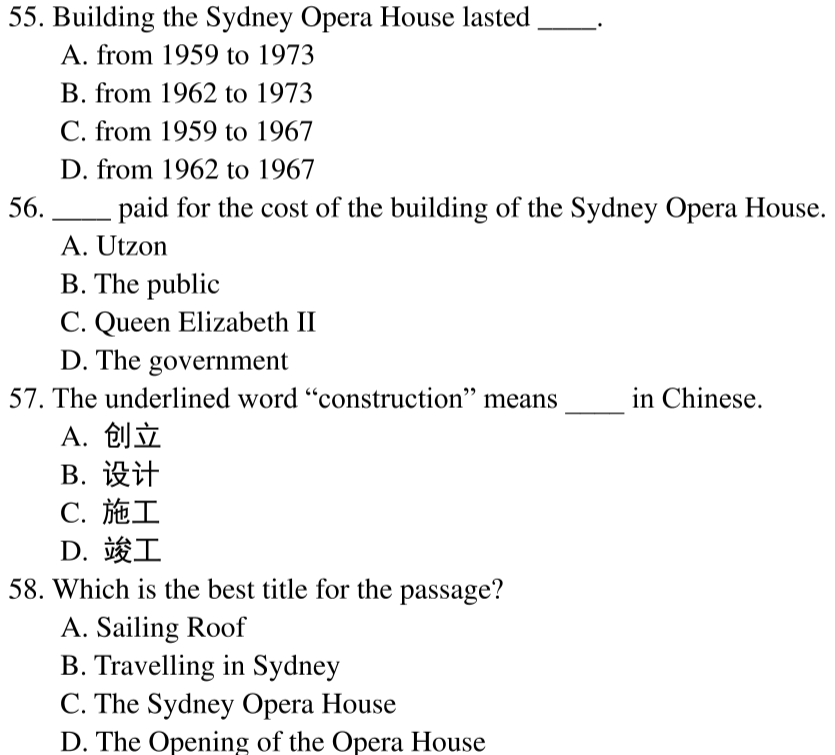 55. Building the Sydney Opera House lasted _____.
A. from 1959 to 1973
B. from 1962 to 1973
C. from 1959 to 1967
D. from 1962 to 1967
56. _____ paid for the cost of the building of the Sydney Opera House.
A. Utzon
B. The public
C. Queen Elizabeth II
D. The government
57. The underlined word “construction” means _____ in Chinese.
A. 创立
B. 设计
C. 施工
D. 竣工
58. Which is the best title for the passage?
A. Sailing Roof
B. Travelling in Sydney
C. The Sydney Opera House
D. The Opening of the Opera House